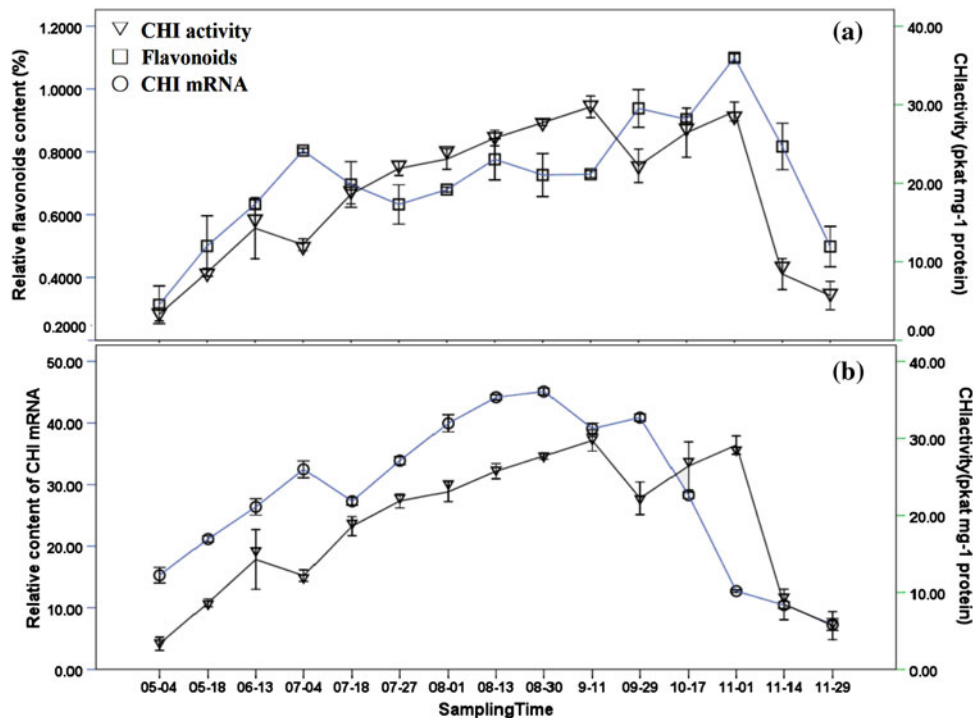 (a)
CHI activity
Flavonoids
CHI mRNA
Relative flavonoids content (%)
1.2000
1.0000
0.8000
0.6000
0.4000
0.2000
40.00
30.00
20.00
10.00
0.00
CHIactivity (pkat mg-1 protein)
(b)
Relative content of CHI mRNA
50.00
40.00
30.00
20.00
10.00
0.00
40.00
30.00
20.00
10.00
0.00
CHIactivity(pkat mg-1 protein)
05-04 05-18 06-13 07-04 07-18 07-27 08-01 08-13 08-30 9-11 09-29 10-17 11-01 11-14 11-29
SamplingTime